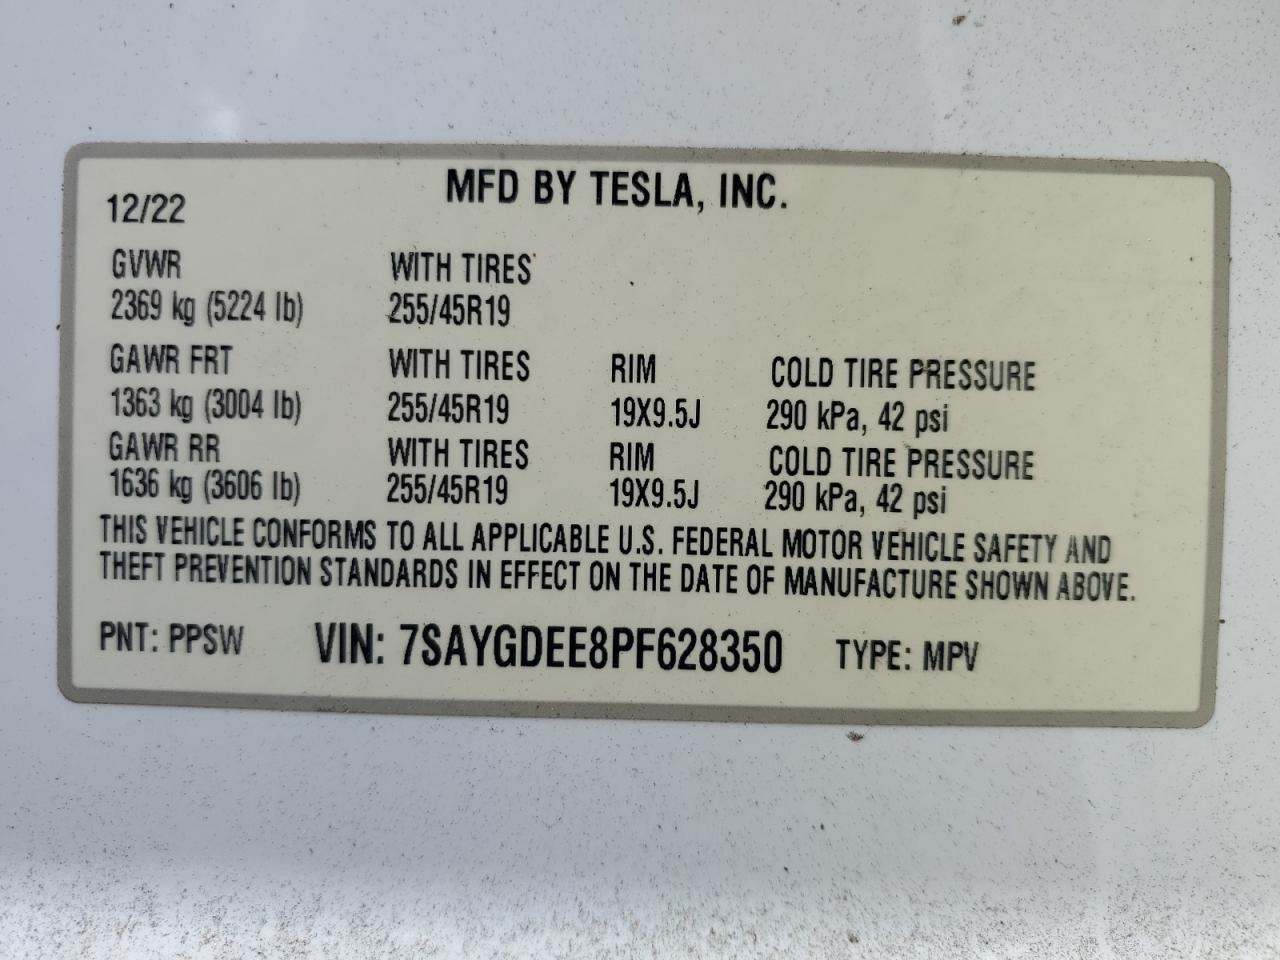 MFD BY TESLA, INC.
12/22
GVWR WITH TIRES
2369 kg (5224 lb) 255/45R19
GAWR FRT WITH TIRES RIM COLD TIRE PRESSURE
1363 kg (3004 lb) 255/45R19 19X9.5J 290 kPa, 42 psi
GAWR RR WITH TIRES RIM COLD TIRE PRESSURE
1636 kg (3606 lb) 255/45R19 19X9.5J 290 kPa, 42 psi
THIS VEHICLE CONFORMS TO ALL APPLICABLE U.S. FEDERAL MOTOR VEHICLE SAFETY AND
THEFT PREVENTION STANDARDS IN EFFECT ON THE DATE OF MANUFACTURE SHOWN ABOVE.
PNT: PPSW VIN: 7SAYGDEE8PF628350 TYPE: MPV